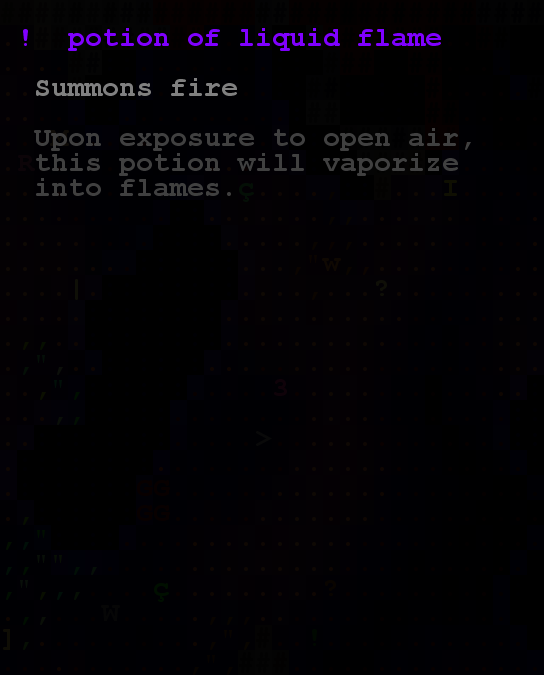 ! potion of liquid flame
Summons fire
Upon exposure to open air,
this potion will vaporize
into flames.